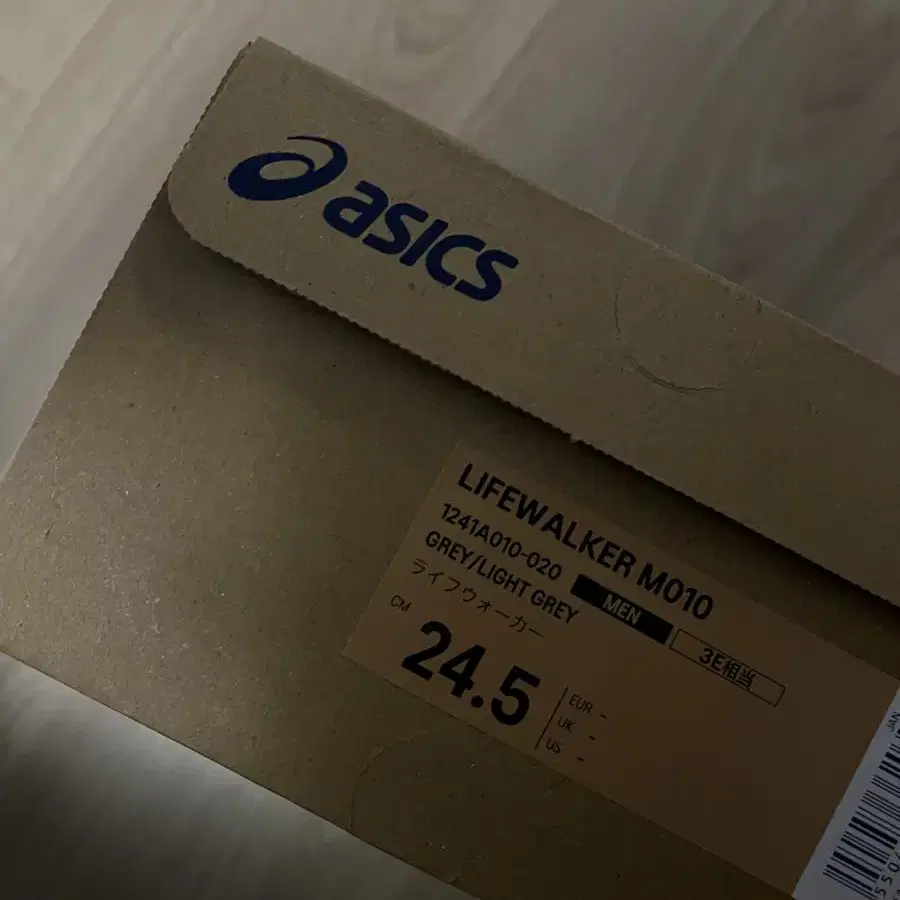 asics
LIFEWALKER M010
1241A010-020
GREY/LIGHT GREY
MEN
3E相当
ライフウォーカー
CM
24.5
EUR -
UK -
US -
JAN